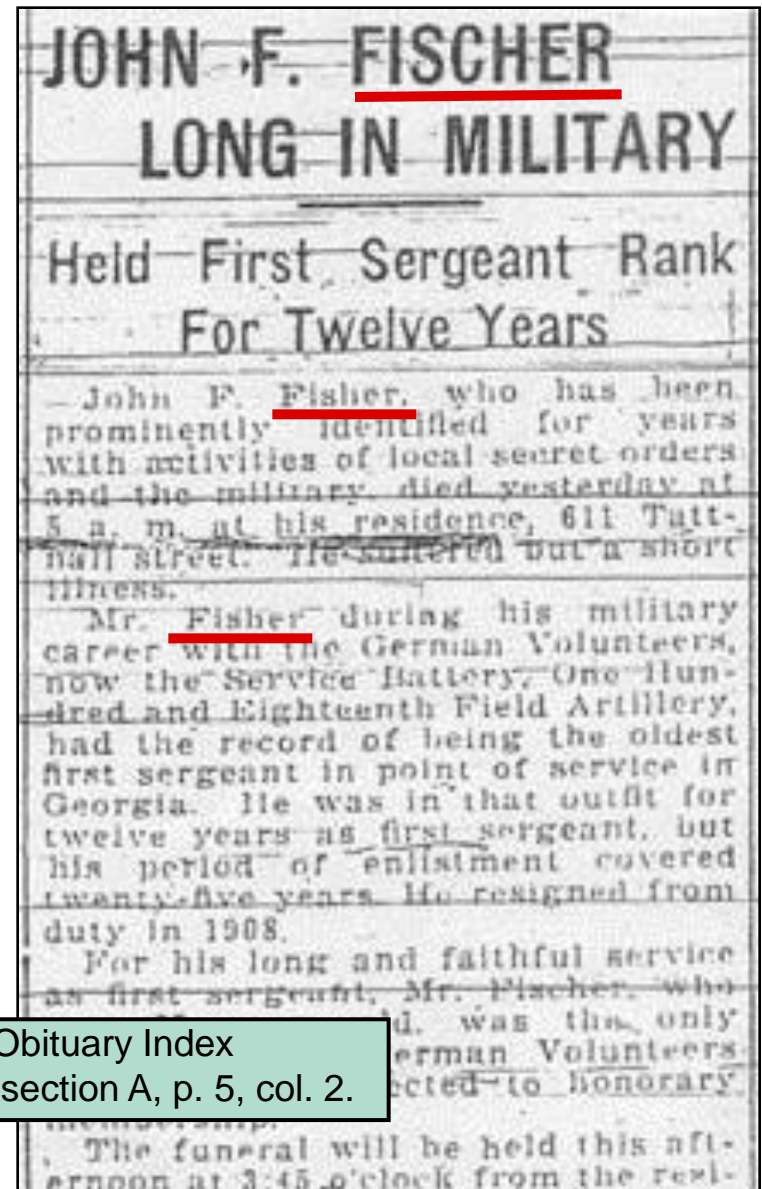 JOHN F. FISCHER
LONG IN MILITARY
Held First Sergeant Rank
For Twelve Years
John F. Fisher, who has been
prominently identified for years
with activities of local secret orders
and the military, died yesterday at
5 a. m. at his residence, 611 Tatt-
nall street. He suffered but a short
illness.
Mr. Fisher during his military
career with the German Volunteers,
now the Service Battery, One Hun-
dred and Eighteenth Field Artillery,
had the record of being the oldest
first sergeant in point of service in
Georgia. He was in that outfit for
twelve years as first sergeant, but
his period of enlistment covered
twenty-five years. He resigned from
duty in 1908.
For his long and faithful service
as first sergeant, Mr. Fischer, who
ld, was the only
erman Volunteers
ected to honorary
membership.
The funeral will be held this aft-
ernoon at 3:45 o'clock from the resi-
Obituary Index
section A, p. 5, col. 2.